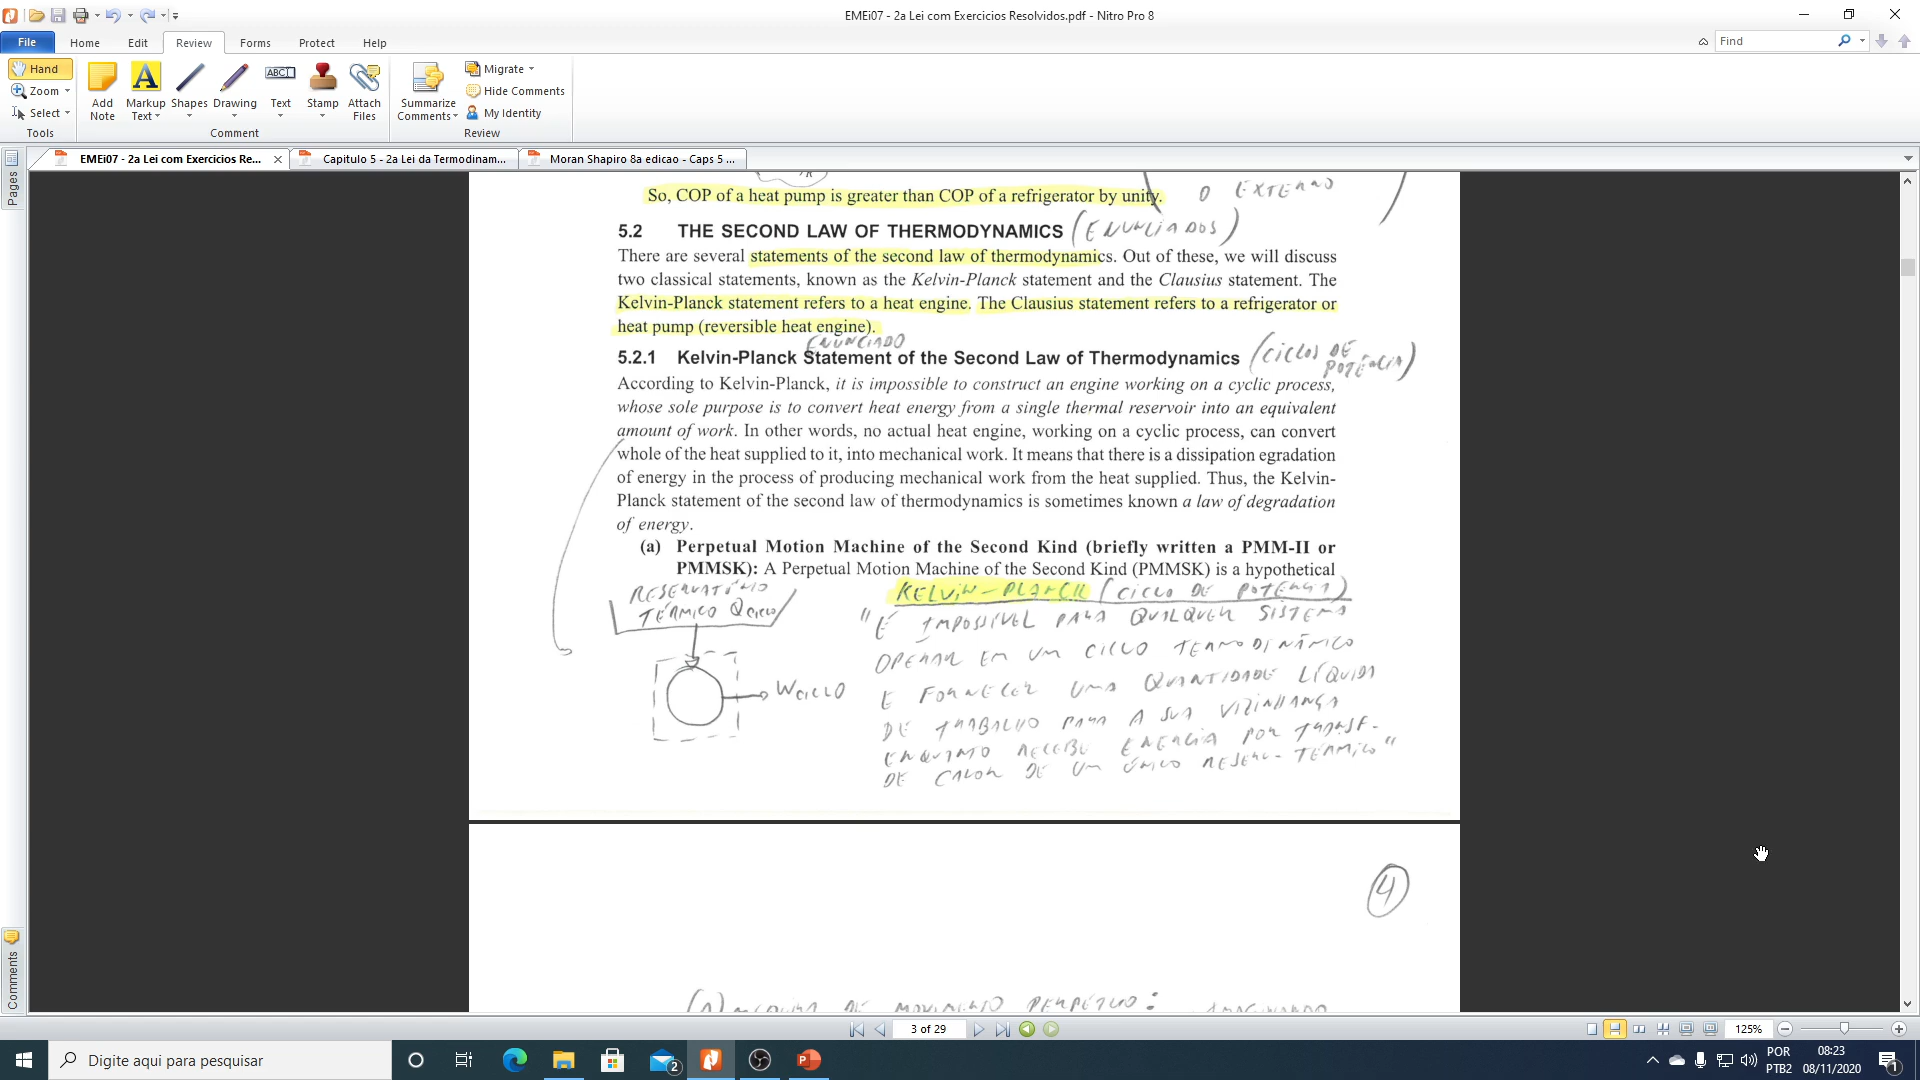 EMEi07 - 2a Lei com Exercicios Resolvidos.pdf - Nitro Pro 8
File Home Edit Review Forms Protect Help
Find
Hand
Zoom
Select
Tools
Add Note
Markup Text
Shapes
Drawing
Text
Stamp
Attach Files
Comment
Summarize Comments
Migrate
Hide Comments
My Identity
Review
EMEi07 - 2a Lei com Exercicios Re...
Capitulo 5 - 2a Lei da Termodinam...
Moran Shapiro 8a edicao - Caps 5 ...
Pages
Comments
So, COP of a heat pump is greater than COP of a refrigerator by unity.
O EXTERNO
5.2 THE SECOND LAW OF THERMODYNAMICS (ENUNCIADOS)
There are several statements of the second law of thermodynamics. Out of these, we will discuss
two classical statements, known as the Kelvin-Planck statement and the Clausius statement. The
Kelvin-Planck statement refers to a heat engine. The Clausius statement refers to a refrigerator or
heat pump (reversible heat engine).
ENUNCIADO
5.2.1 Kelvin-Planck Statement of the Second Law of Thermodynamics (CICLOS DE POTÊNCIA)
According to Kelvin-Planck, it is impossible to construct an engine working on a cyclic process,
whose sole purpose is to convert heat energy from a single thermal reservoir into an equivalent
amount of work. In other words, no actual heat engine, working on a cyclic process, can convert
whole of the heat supplied to it, into mechanical work. It means that there is a dissipation egradation
of energy in the process of producing mechanical work from the heat supplied. Thus, the Kelvin-
Planck statement of the second law of thermodynamics is sometimes known a law of degradation
of energy.
(a) Perpetual Motion Machine of the Second Kind (briefly written a PMM-II or
PMMSK): A Perpetual Motion Machine of the Second Kind (PMMSK) is a hypothetical
RESERVATÓRIO
TÉRMICO Qciclo
Wciclo
KELVIN-PLANCK (CICLO DE POTENCIA)
"É IMPOSSÍVEL PARA QUALQUER SISTEMA
OPERAR EM UM CICLO TERMODINÂMICO
E FORNECER UMA QUANTIDADE LÍQUIDA
DE TRABALHO PARA A SUA VIZINHANÇA
ENQUANTO RECEBE ENERGIA POR TRANSF.
DE CALOR DE UM ÚNICO RESERV. TÉRMICO"
4
(A) MÁQUINA DE MOVIMENTO PERPÉTUO:
3 of 29
125%
Digite aqui para pesquisar
2
POR
PTB2
08:23
08/11/2020
1